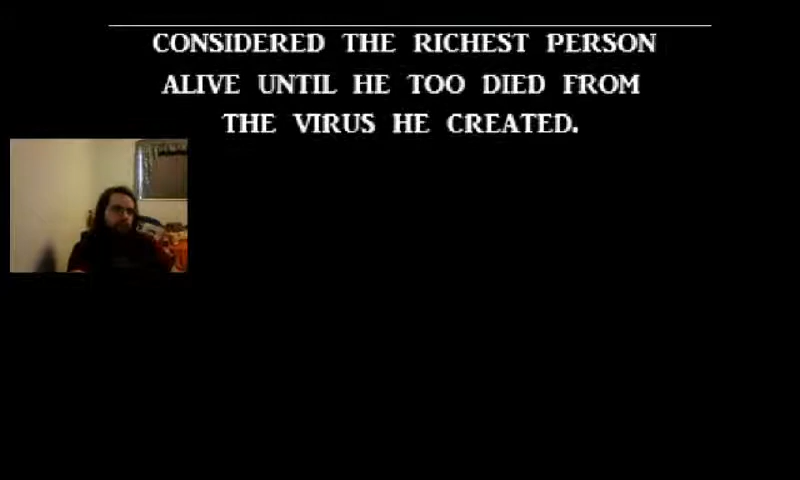 CONSIDERED THE RICHEST PERSON
ALIVE UNTIL HE TOO DIED FROM
THE VIRUS HE CREATED.